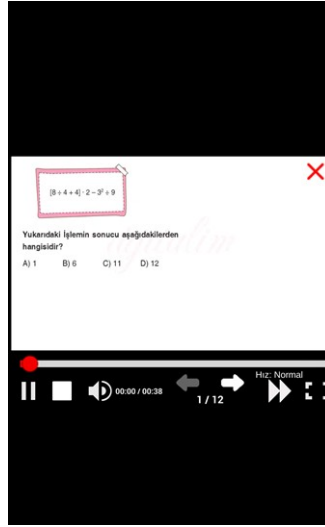 [8 ÷ 4 + 4] · 2 − 3² ÷ 9
Yukarıdaki İşlemin sonucu aşağıdakilerden
hangisidir?
A) 1 B) 6 C) 11 D) 12
Hız: Normal
00:00 / 00:38
1 / 12